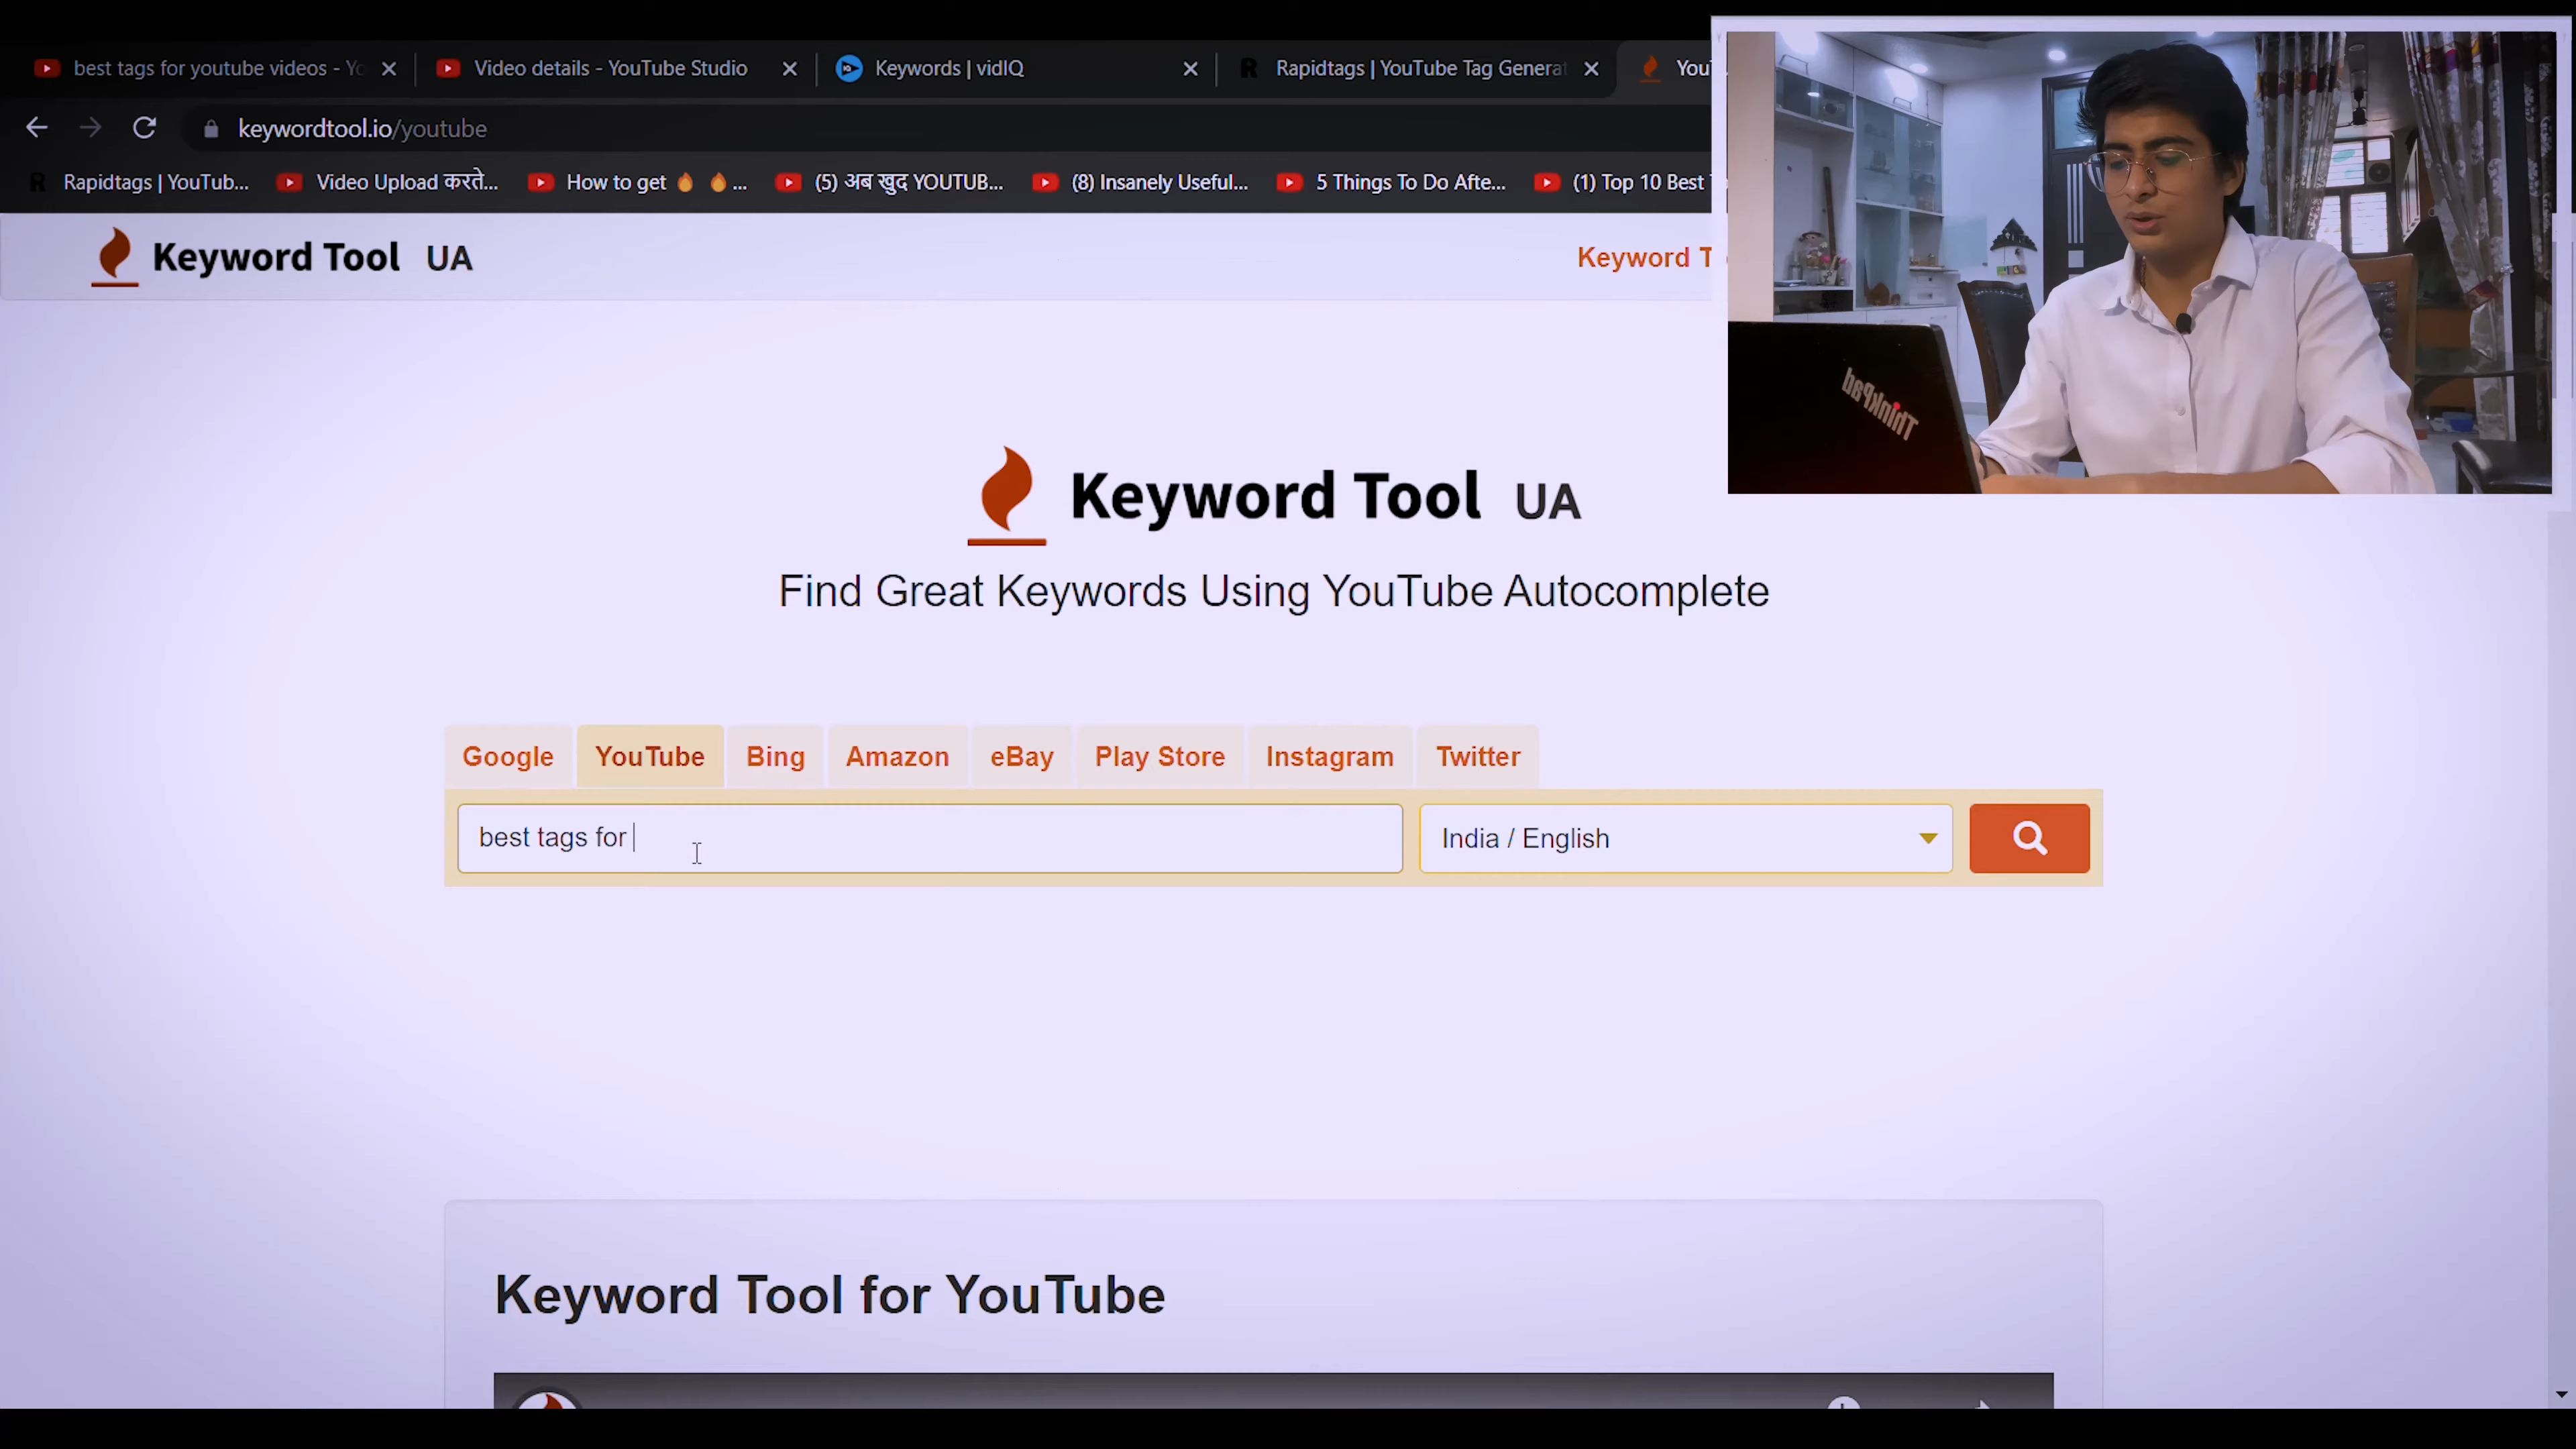 best tags for youtube videos - Yo
Video details - YouTube Studio
Keywords | vidIQ
Rapidtags | YouTube Tag Generat
keywordtool.io/youtube
R Rapidtags | YouTub...
Video Upload करते...
How to get 🔥 🔥 ...
(5) अब खुद YOUTUB...
(8) Insanely Useful...
5 Things To Do Afte...
(1) Top 10 Best
Keyword Tool UA
Keyword T
ThinkPad
Keyword Tool UA
Find Great Keywords Using YouTube Autocomplete
Google YouTube Bing Amazon eBay Play Store Instagram Twitter
best tags for
India / English
Keyword Tool for YouTube